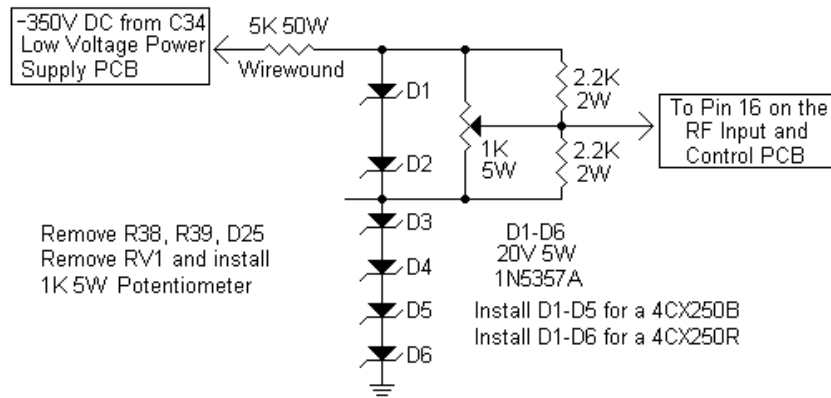 -350V DC from C34
Low Voltage Power
Supply PCB
5K 50W
Wirewound
D1
D2
1K
5W
2.2K
2W
2.2K
2W
To Pin 16 on the
RF Input and
Control PCB
D3
D4
D5
D6
Remove R38, R39, D25
Remove RV1 and install
1K 5W Potentiometer
D1-D6
20V 5W
1N5357A
Install D1-D5 for a 4CX250B
Install D1-D6 for a 4CX250R